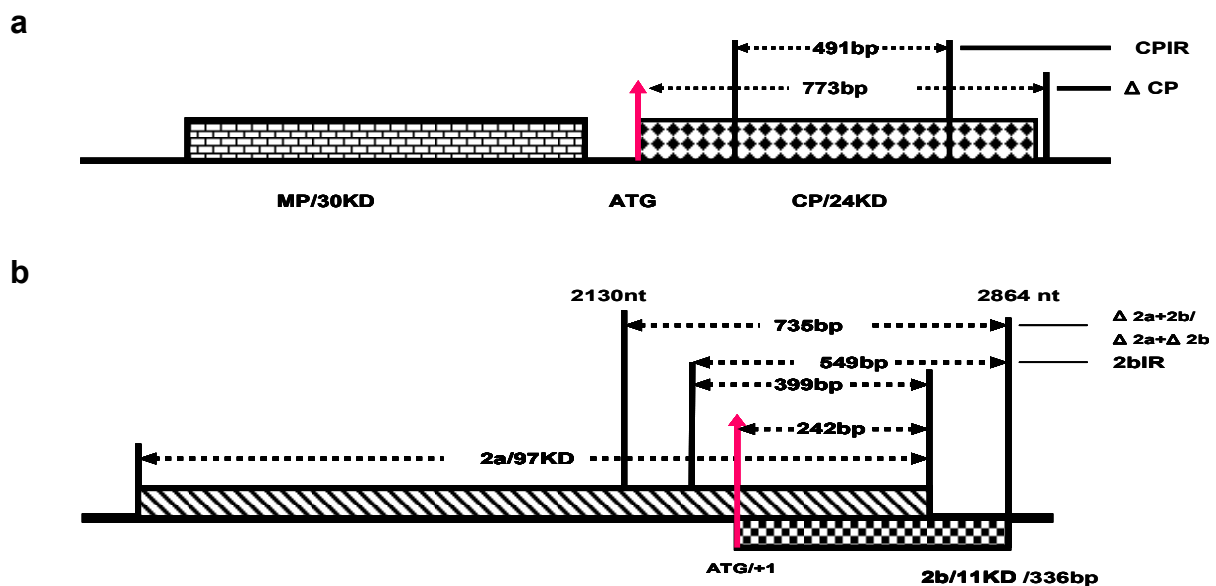 a
491bp CPIR
773bp Δ CP
MP/30KD ATG CP/24KD
b
2130nt 2864 nt
735bp Δ 2a+2b/
Δ 2a+Δ 2b
549bp 2bIR
399bp
242bp
2a/97KD
ATG/+1 2b/11KD /336bp